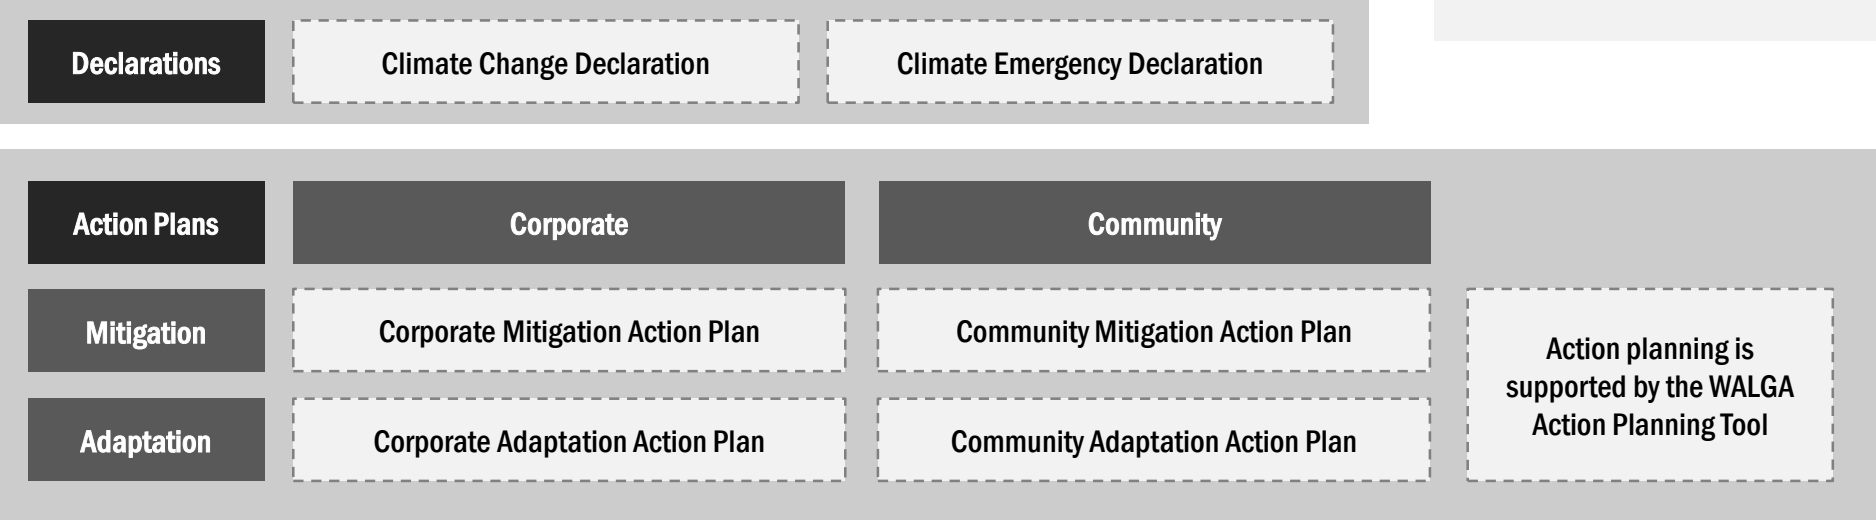 Declarations
Climate Change Declaration
Climate Emergency Declaration
Action Plans
Corporate
Community
Mitigation
Corporate Mitigation Action Plan
Community Mitigation Action Plan
Adaptation
Corporate Adaptation Action Plan
Community Adaptation Action Plan
Action planning is
supported by the WALGA
Action Planning Tool